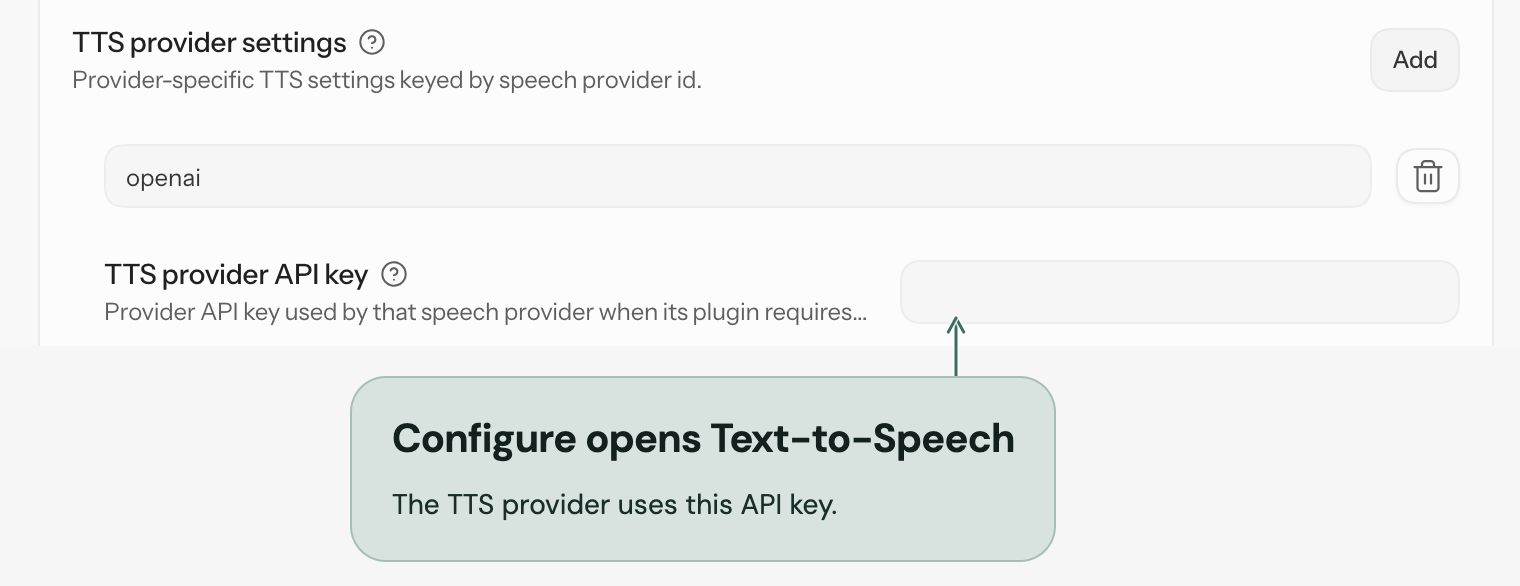 TTS provider settings
Add
Provider-specific TTS settings keyed by speech provider id.
openai
TTS provider API key
Provider API key used by that speech provider when its plugin requires...
Configure opens Text-to-Speech
The TTS provider uses this API key.